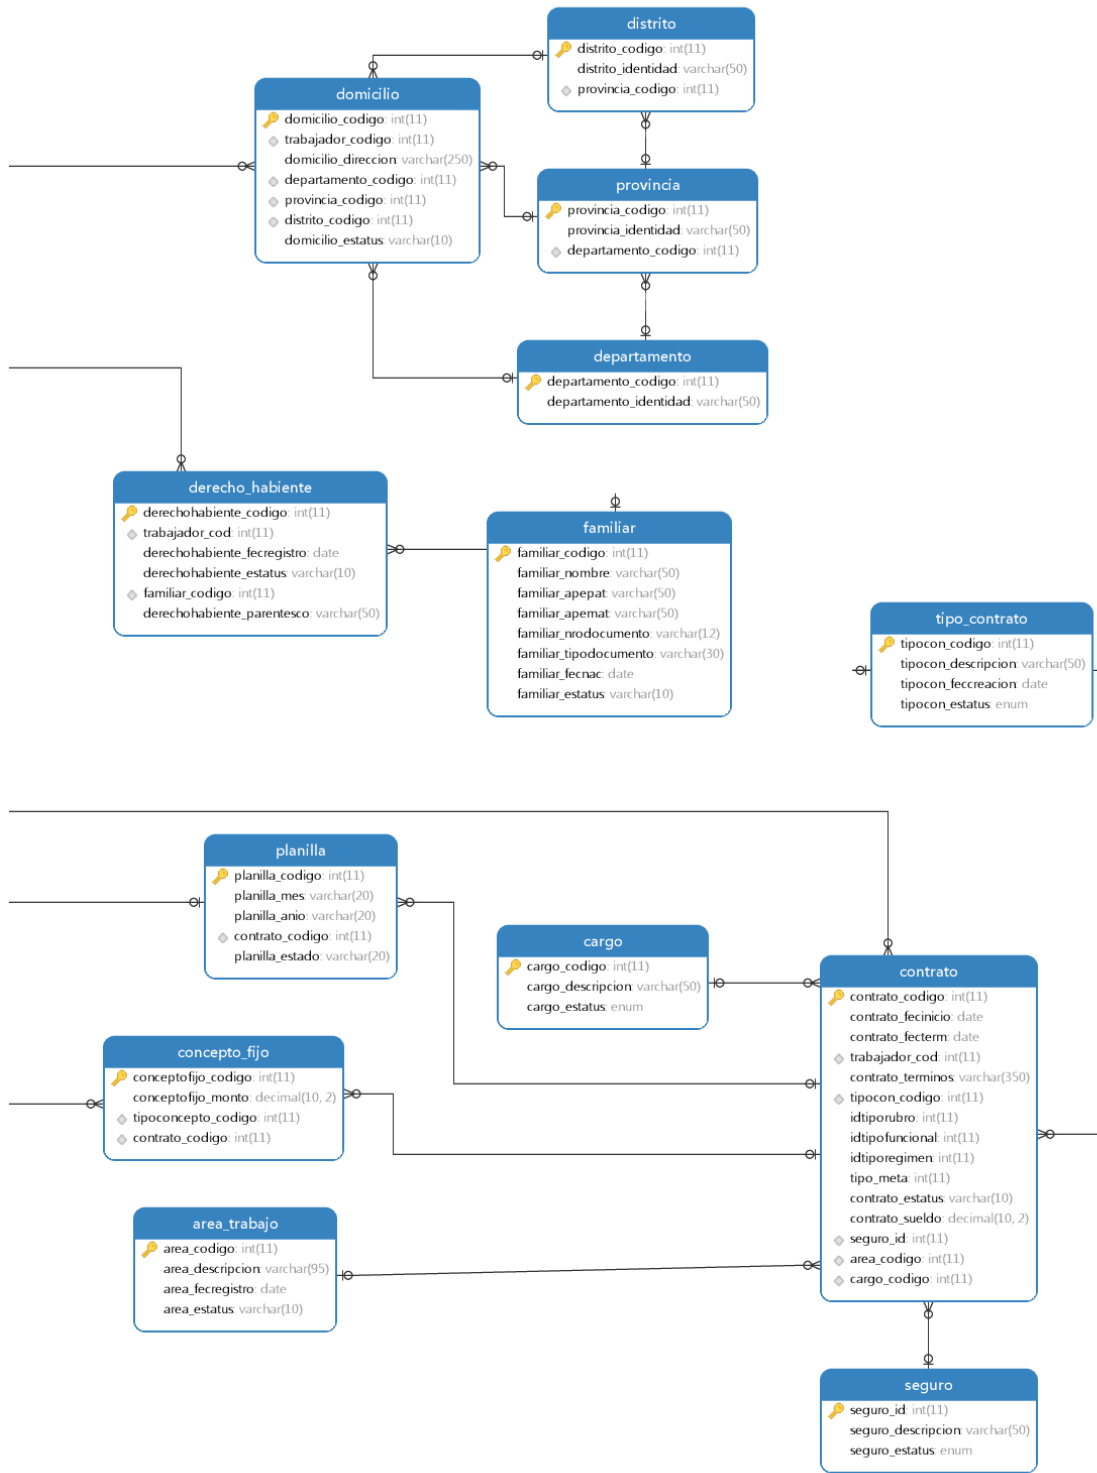 distrito
distrito_codigo: int(11)
distrito_identidad: varchar(50)
provincia_codigo: int(11)
domicilio
domicilio_codigo: int(11)
trabajador_codigo: int(11)
domicilio_direccion: varchar(250)
departamento_codigo: int(11)
provincia_codigo: int(11)
distrito_codigo: int(11)
domicilio_estatus: varchar(10)
provincia
provincia_codigo: int(11)
provincia_identidad: varchar(50)
departamento_codigo: int(11)
departamento
departamento_codigo: int(11)
departamento_identidad: varchar(50)
derecho_habiente
derechohabiente_codigo: int(11)
trabajador_cod: int(11)
derechohabiente_fecregistro: date
derechohabiente_estatus: varchar(10)
familiar_codigo: int(11)
derechohabiente_parentesco: varchar(50)
familiar
familiar_codigo: int(11)
familiar_nombre: varchar(50)
familiar_apepat: varchar(50)
familiar_apemat: varchar(50)
familiar_nrodocumento: varchar(12)
familiar_tipodocumento: varchar(30)
familiar_fecnac: date
familiar_estatus: varchar(10)
tipo_contrato
tipocon_codigo: int(11)
tipocon_descripcion: varchar(50)
tipocon_feccreacion: date
tipocon_estatus: enum
planilla
planilla_codigo: int(11)
planilla_mes: varchar(20)
planilla_anio: varchar(20)
contrato_codigo: int(11)
planilla_estado: varchar(20)
cargo
cargo_codigo: int(11)
cargo_descripcion: varchar(50)
cargo_estatus: enum
contrato
contrato_codigo: int(11)
contrato_fecinicio: date
contrato_fecterm: date
trabajador_cod: int(11)
contrato_terminos: varchar(350)
tipocon_codigo: int(11)
idtiporubro: int(11)
idtipofuncional: int(11)
idtiporegimen: int(11)
tipo_meta: int(11)
contrato_estatus: varchar(10)
contrato_sueldo: decimal(10, 2)
seguro_id: int(11)
area_codigo: int(11)
cargo_codigo: int(11)
concepto_fijo
conceptofijo_codigo: int(11)
conceptofijo_monto: decimal(10, 2)
tipoconcepto_codigo: int(11)
contrato_codigo: int(11)
area_trabajo
area_codigo: int(11)
area_descripcion: varchar(95)
area_fecregistro: date
area_estatus: varchar(10)
seguro
seguro_id: int(11)
seguro_descripcion: varchar(50)
seguro_estatus: enum